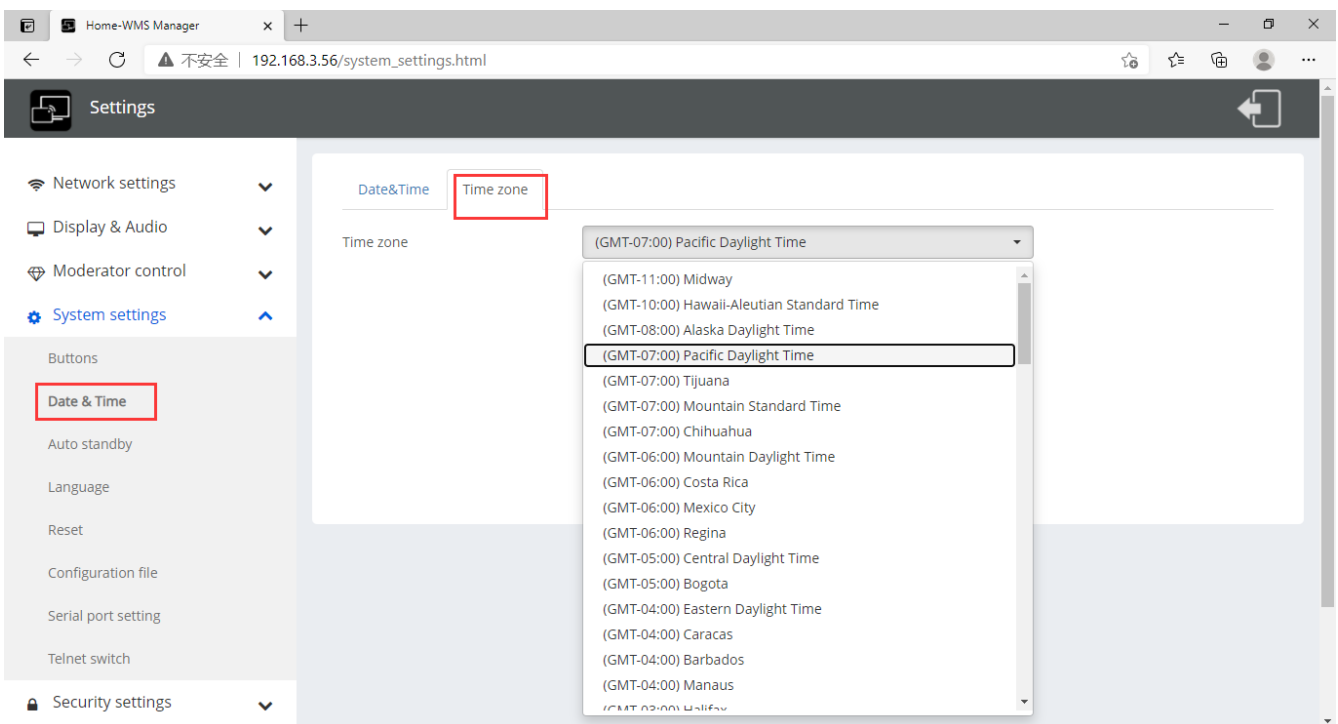 Home-WMS Manager
不安全 192.168.3.56/system_settings.html
Settings
Network settings
Display & Audio
Moderator control
System settings
Buttons
Date & Time
Auto standby
Language
Reset
Configuration file
Serial port setting
Telnet switch
Security settings
Date&Time Time zone
Time zone (GMT-07:00) Pacific Daylight Time
(GMT-11:00) Midway
(GMT-10:00) Hawaii-Aleutian Standard Time
(GMT-08:00) Alaska Daylight Time
(GMT-07:00) Pacific Daylight Time
(GMT-07:00) Tijuana
(GMT-07:00) Mountain Standard Time
(GMT-07:00) Chihuahua
(GMT-06:00) Mountain Daylight Time
(GMT-06:00) Costa Rica
(GMT-06:00) Mexico City
(GMT-06:00) Regina
(GMT-05:00) Central Daylight Time
(GMT-05:00) Bogota
(GMT-04:00) Eastern Daylight Time
(GMT-04:00) Caracas
(GMT-04:00) Barbados
(GMT-04:00) Manaus
(GMT-03:00) Halifax